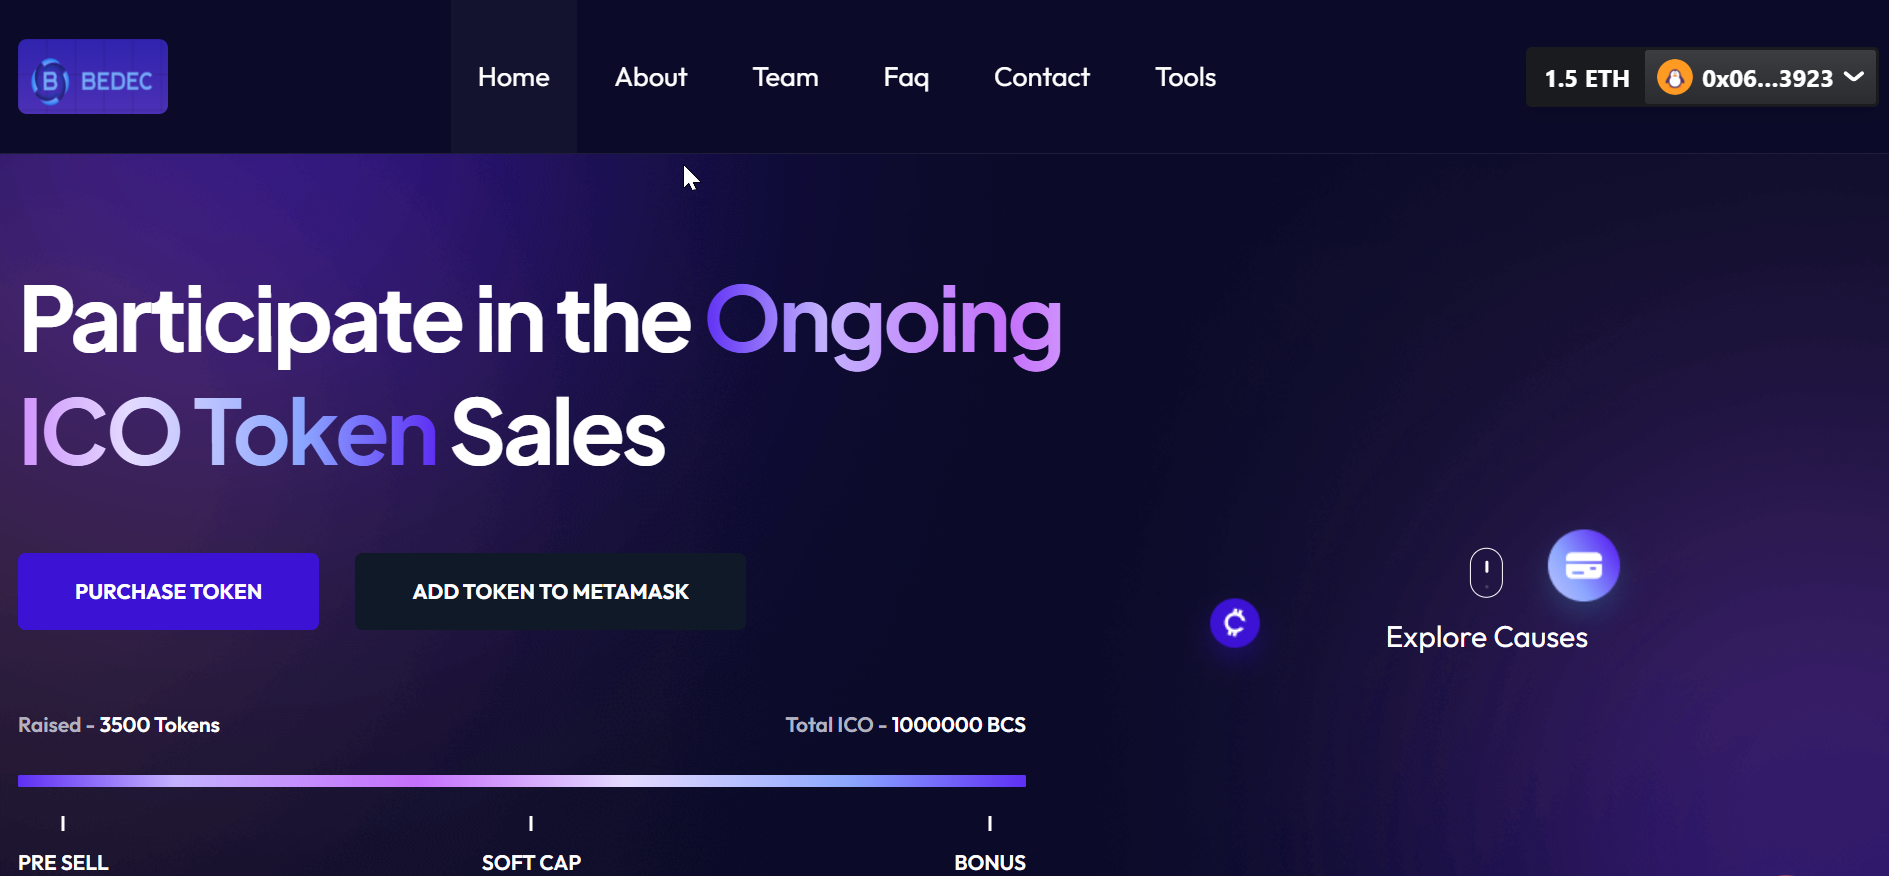 BEDEC
Home
About
Team
Faq
Contact
Tools
1.5 ETH
0x06...3923
Participate in the Ongoing
ICO Token Sales
PURCHASE TOKEN
ADD TOKEN TO METAMASK
Explore Causes
Raised - 3500 Tokens
Total ICO - 1000000 BCS
PRE SELL
SOFT CAP
BONUS